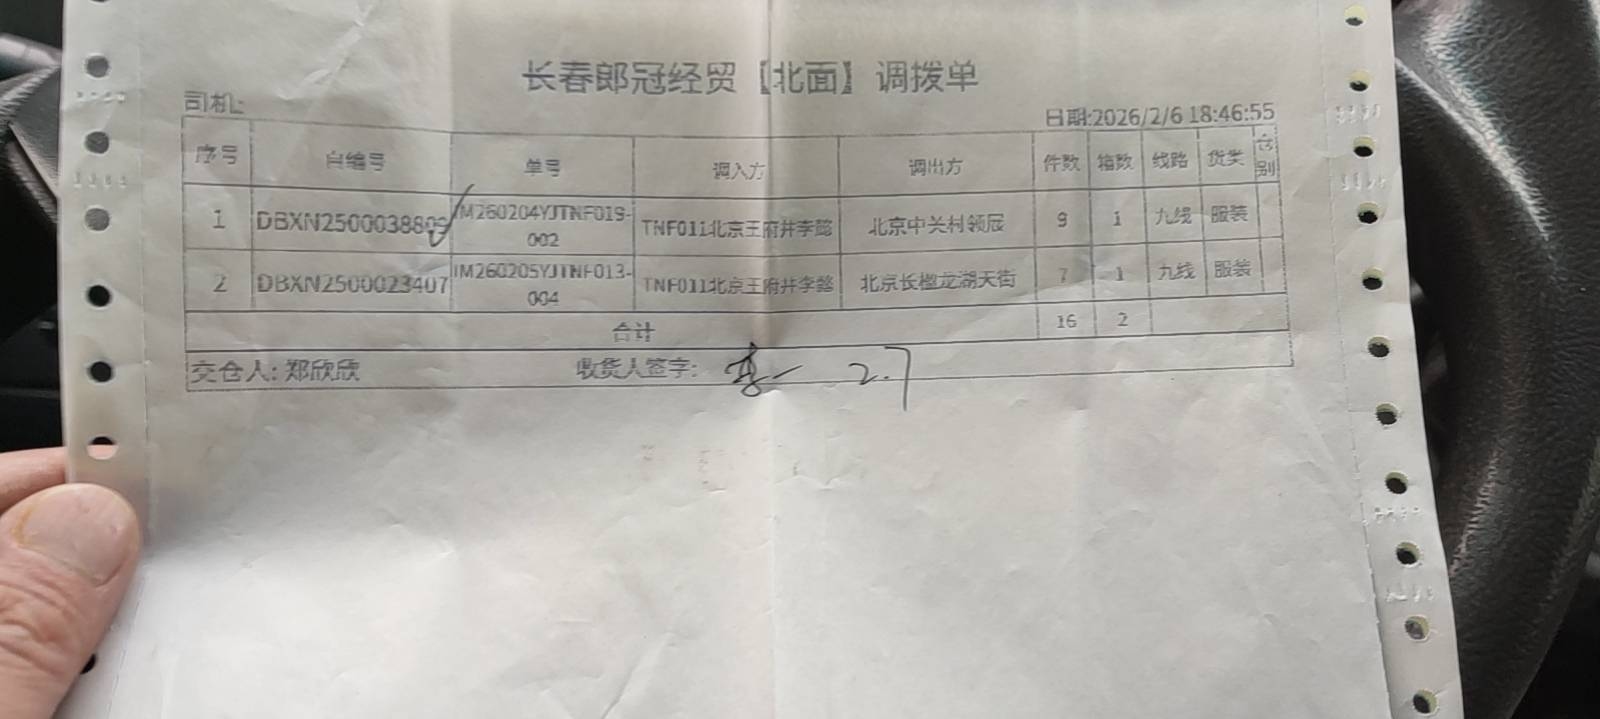 长春郎冠经贸【北面】调拨单
司机:
日期:2026/2/6 18:46:55
序号 自编号 单号 调入方 调出方 件数 箱数 线路 货类 仓别
1 DBXN2500038809 IM260204YJTNF019-002 TNF011北京王府井李懿 北京中关村领展 9 1 九线 服装
2 DBXN2500023407 IM260205YJTNF013-004 TNF011北京王府井李懿 北京长楹龙湖天街 7 1 九线 服装
合计 16 2
交仓人: 郑欣欣 收货人签字: 2.7